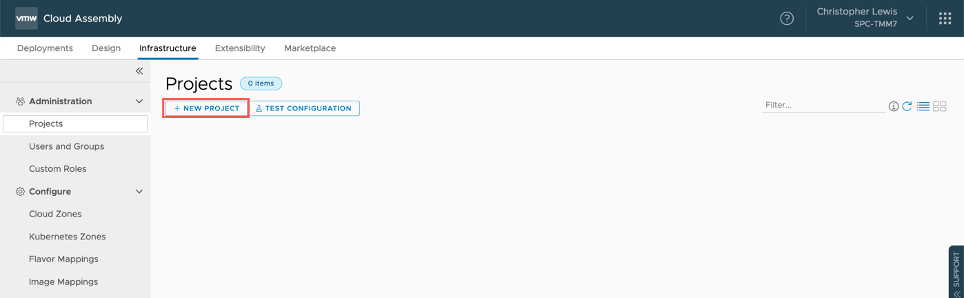 vmw Cloud Assembly
Christopher Lewis
SPC-TMM7
Deployments Design Infrastructure Extensibility Marketplace
Projects 0 items
+ NEW PROJECT TEST CONFIGURATION
Filter...
Administration
Projects
Users and Groups
Custom Roles
Configure
Cloud Zones
Kubernetes Zones
Flavor Mappings
Image Mappings
SUPPORT